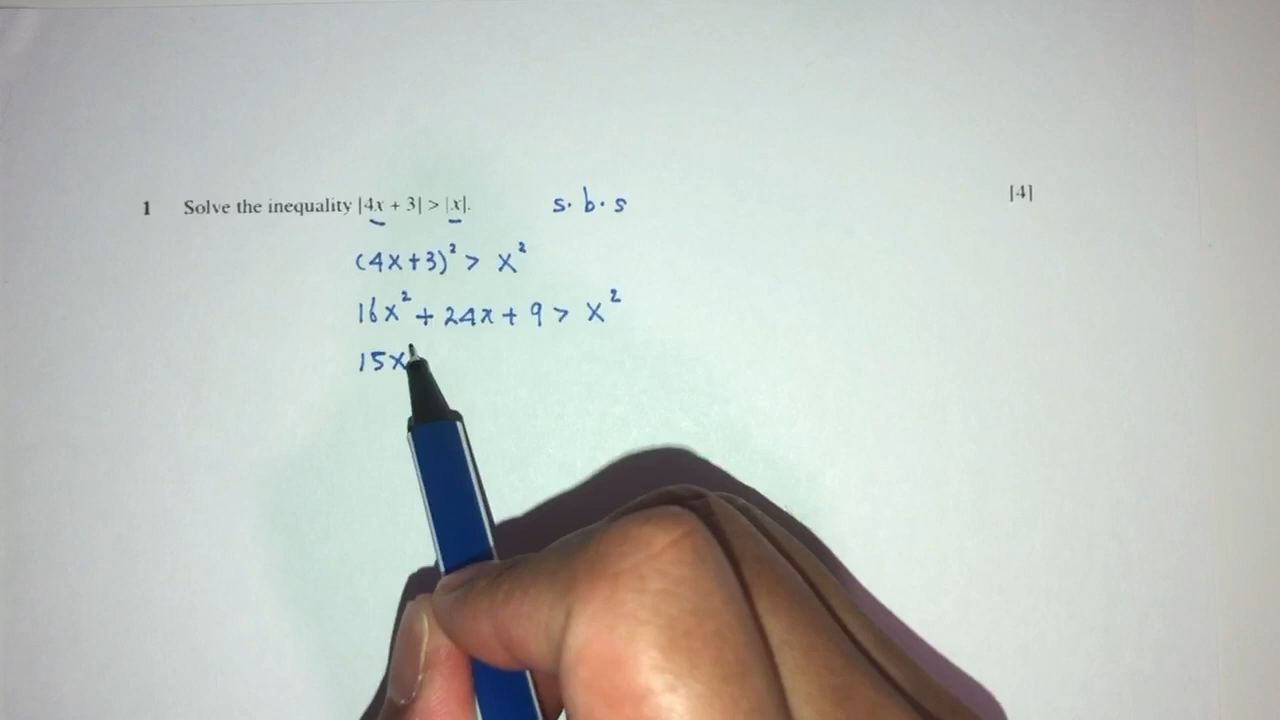 1 Solve the inequality |4x + 3| > |x|. s.b.s [4]
(4x+3)² > x²
16x² + 24x + 9 > x²
15x